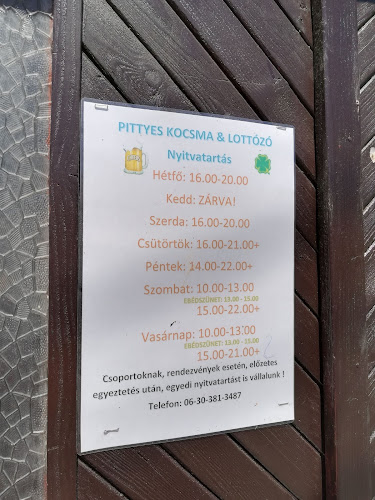 PITTYES KOCSMA & LOTTÓZÓ
Nyitvatartás
Hétfő: 16.00-20.00
Kedd: ZÁRVA!
Szerda: 16.00-20.00
Csütörtök: 16.00-21.00+
Péntek: 14.00-22.00+
Szombat: 10.00-13.00
EBÉDSZÜNET: 13.00 - 15.00
15.00-22.00+
Vasárnap: 10.00-13:00
EBÉDSZÜNET: 13.00 - 15.00
15.00-21.00+
Csoportoknak, rendezvények esetén, előzetes
egyeztetés után, egyedi nyitvatartást is vállalunk !
Telefon: 06-30-381-3487